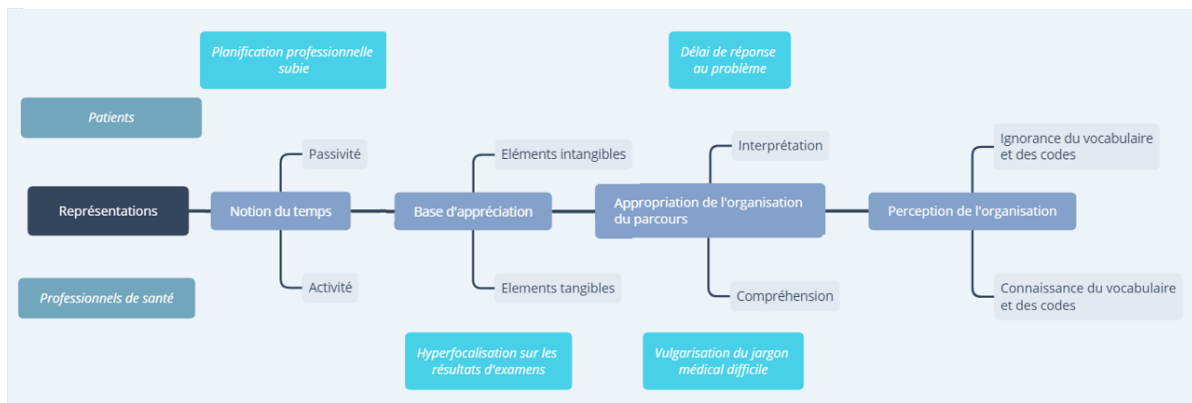 Planification professionnelle
subie
Délai de réponse
au problème
Patients
Passivité
Eléments intangibles
Interprétation
Ignorance du vocabulaire
et des codes
Représentations
Notion du temps
Base d'appréciation
Appropriation de l'organisation
du parcours
Perception de l'organisation
Professionnels de santé
Activité
Elements tangibles
Compréhension
Connaissance du vocabulaire
et des codes
Hyperfocalisation sur les
résultats d'examens
Vulgarisation du jargon
médical difficile